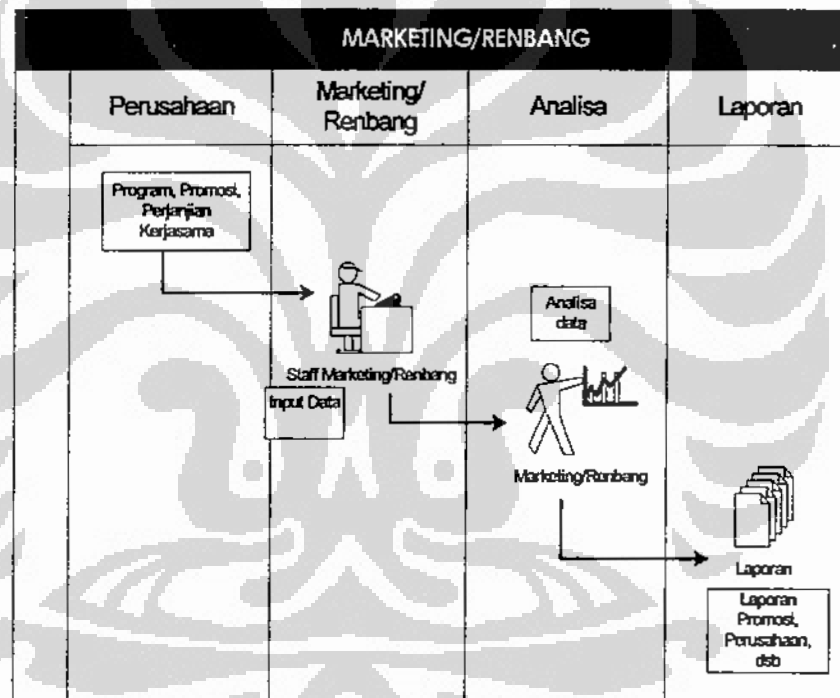 MARKETING/RENBANG
Perusahaan
Marketing/
Renbang
Analisa
Laporan
Program, Promosi,
Perjanjian
Kerjasama
Analisa
data
Staff Marketing/Renbang
Input Data
Marketing/Renbang
Laporan
Laporan
Promosi,
Perusahaan,
dsb